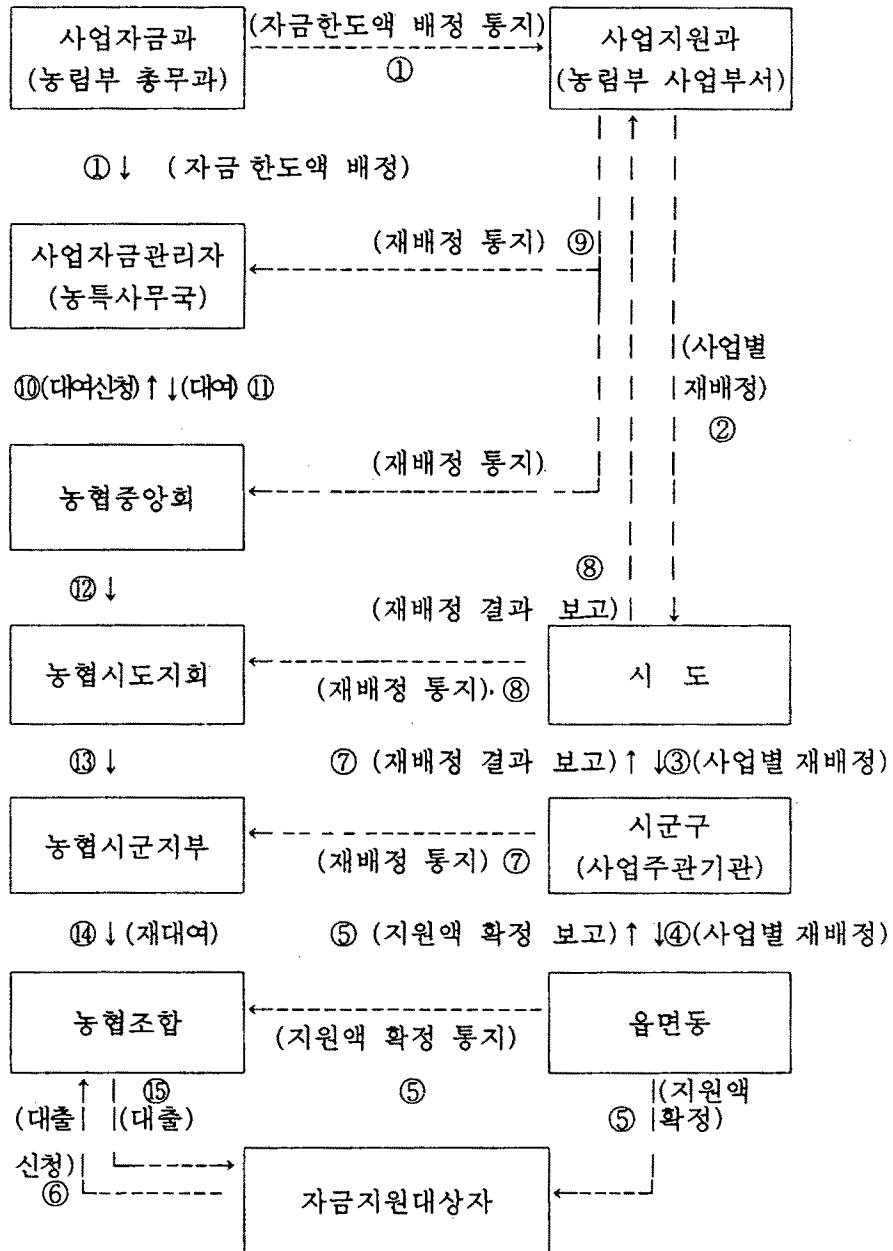 사업자금과
(농림부 총무과)
(자금한도액 배정 통지)
①
사업지원과
(농림부 사업부서)
①↓ (자금 한도액 배정)
사업자금관리자
(농특사무국)
(재배정 통지) ⑨
(사업별
재배정)
②
⑩(대여신청)↑↓(대여) ⑪
농협중앙회
(재배정 통지)
⑫↓
⑧
(재배정 결과 보고)
농협시도지회
(재배정 통지). ⑧
시 도
⑬↓
⑦ (재배정 결과 보고)↑ ↓③(사업별 재배정)
농협시군지부
(재배정 통지) ⑦
시군구
(사업주관기관)
⑭↓(재대여)
⑤ (지원액 확정 보고)↑ ↓④(사업별 재배정)
농협조합
(지원액 확정 통지)
⑤
읍면동
(지원액
⑤ 확정)
⑮
(대출
신청)
⑥
(대출)
자금지원대상자